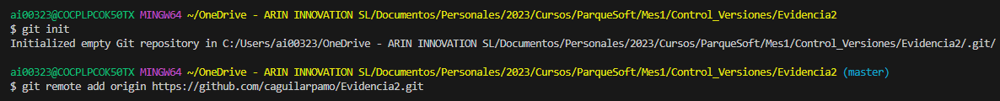 ai00323@COCPLPCOK50TX MINGW64 ~/OneDrive - ARIN INNOVATION SL/Documentos/Personales/2023/Cursos/ParqueSoft/Mes1/Control_Versiones/Evidencia2
$ git init
Initialized empty Git repository in C:/Users/ai00323/OneDrive - ARIN INNOVATION SL/Documentos/Personales/2023/Cursos/ParqueSoft/Mes1/Control_Versiones/Evidencia2/.git/
ai00323@COCPLPCOK50TX MINGW64 ~/OneDrive - ARIN INNOVATION SL/Documentos/Personales/2023/Cursos/ParqueSoft/Mes1/Control_Versiones/Evidencia2 (master)
$ git remote add origin https://github.com/caguilarpamo/Evidencia2.git